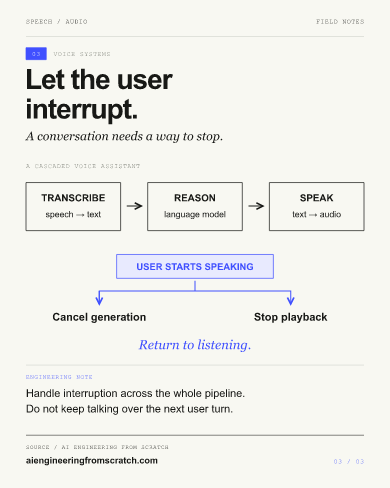 SPEECH / AUDIO
FIELD NOTES
03 VOICE SYSTEMS
Let the user
interrupt.
A conversation needs a way to stop.
A CASCADED VOICE ASSISTANT
TRANSCRIBE
speech → text
REASON
language model
SPEAK
text → audio
USER STARTS SPEAKING
Cancel generation
Stop playback
Return to listening.
ENGINEERING NOTE
Handle interruption across the whole pipeline.
Do not keep talking over the next user turn.
SOURCE / AI ENGINEERING FROM SCRATCH
aiengineeringfromscratch.com
03 / 03